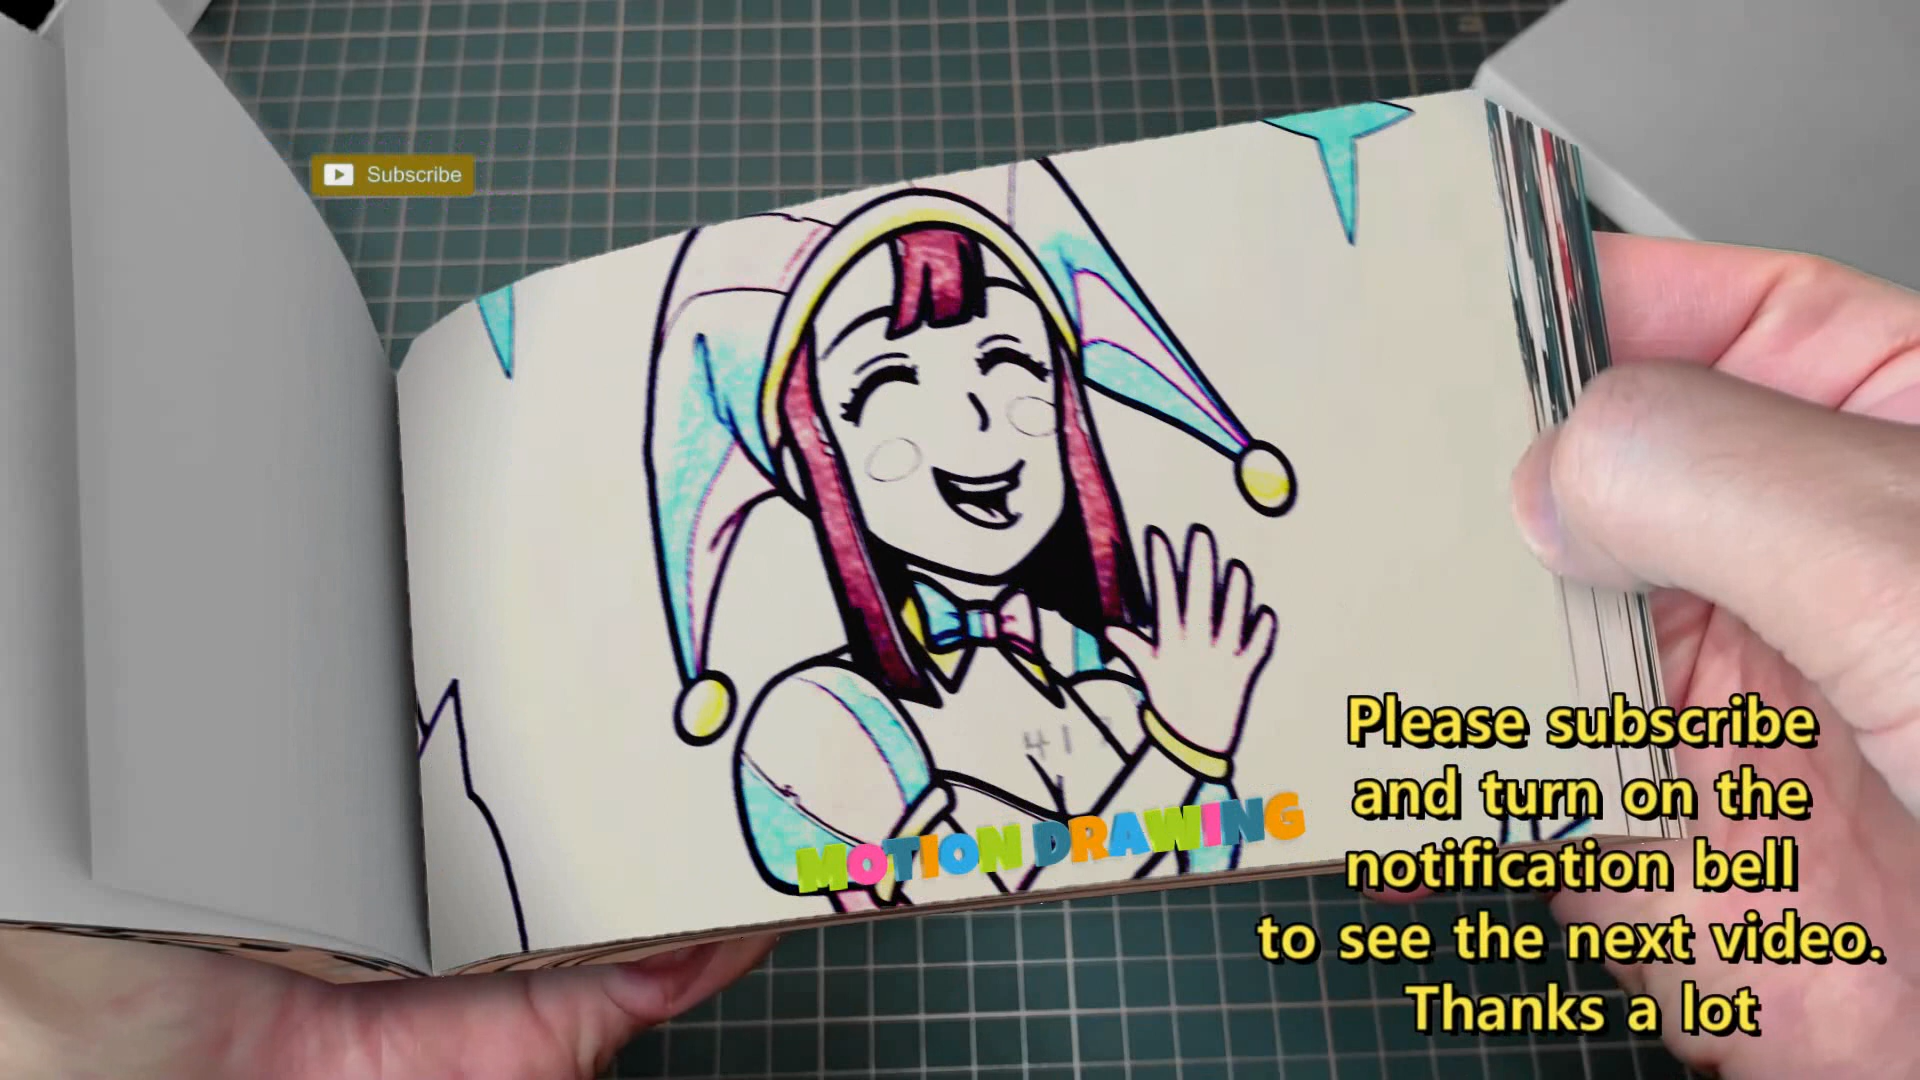 Subscribe
MOTION DRAWING
Please subscribe
and turn on the
notification bell
to see the next video.
Thanks a lot